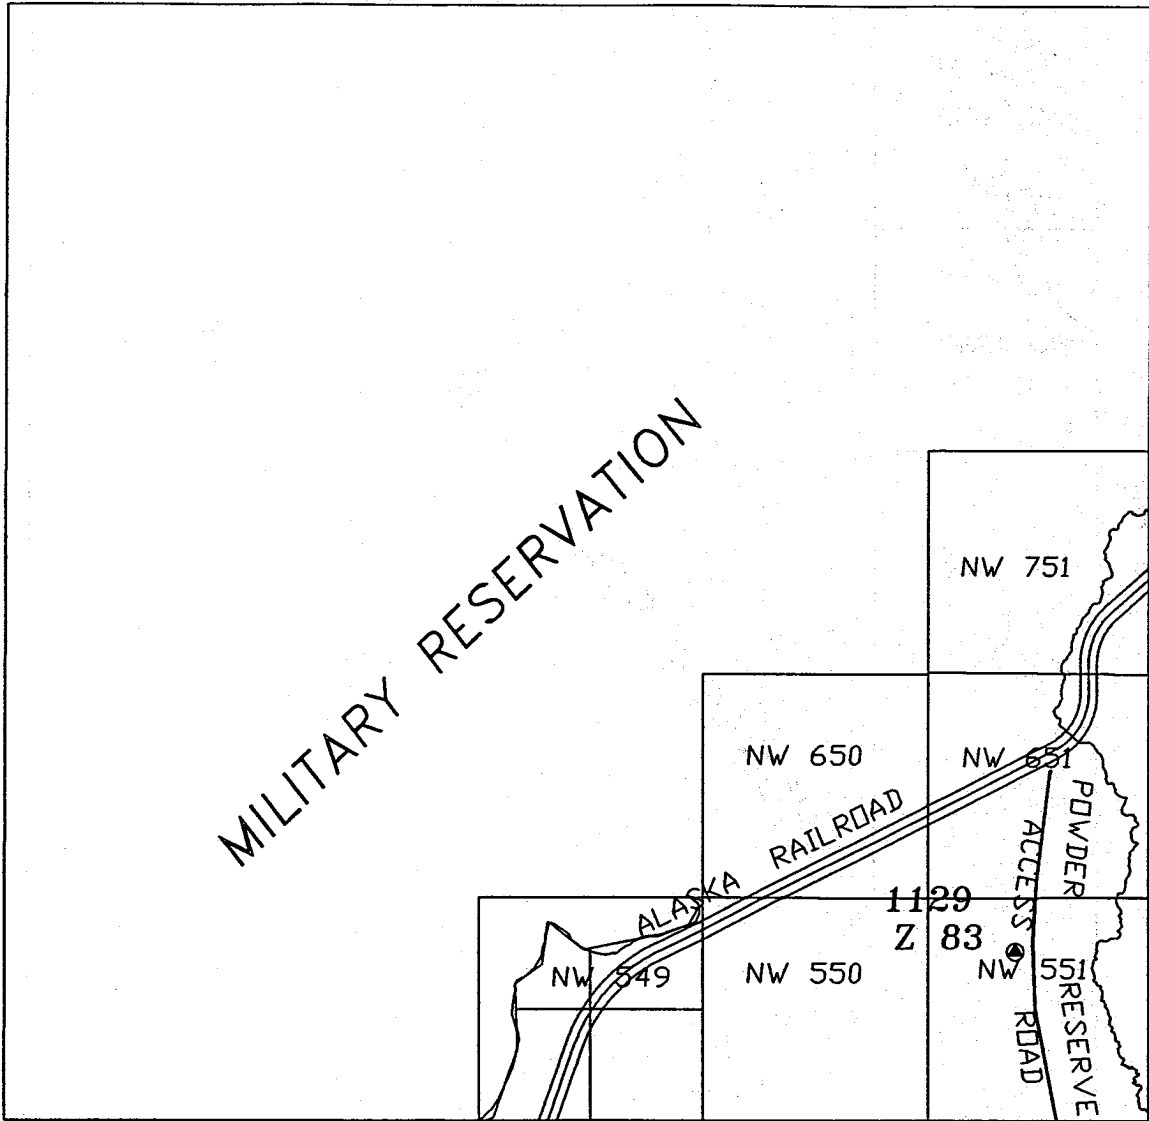 MILITARY RESERVATION
NW 751
NW 650
NW 651
ALASKA RAILROAD
POWDER RESERVE
ACCESS ROAD
1129
Z 83
NW 549
NW 550
NW 551